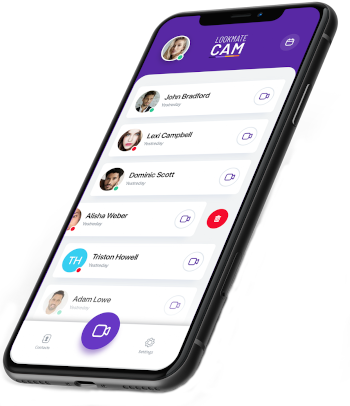 LOOKMATE
CAM
John Bradford
Yesterday
Lexi Campbell
Yesterday
Dominic Scott
Yesterday
Alisha Weber
Yesterday
TH
Triston Howell
Yesterday
Adam Lowe
Yesterday
Contacts
Settings